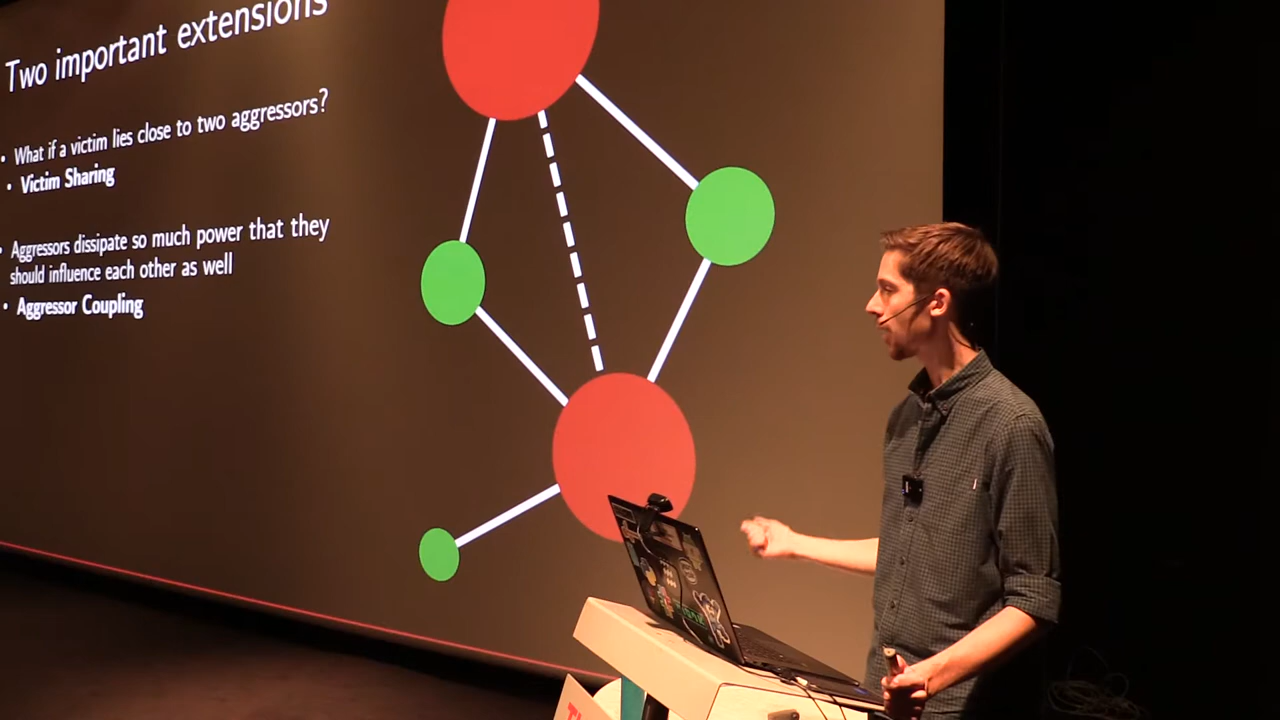 Two important extensions
• What if a victim lies close to two aggressors?
• Victim Sharing
• Aggressors dissipate so much power that they
should influence each other as well
• Aggressor Coupling